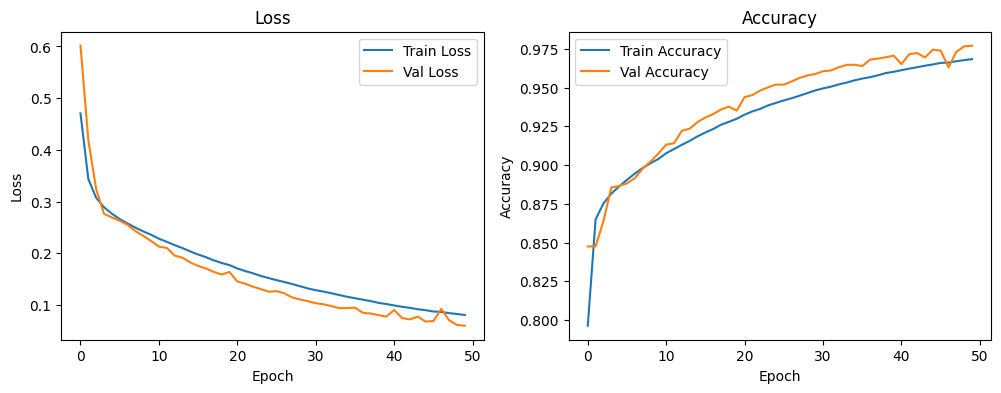 Loss
Loss
0.6
0.5
0.4
0.3
0.2
0.1
Train Loss
Val Loss
0 10 20 30 40 50
Epoch
Accuracy
Accuracy
0.975
0.950
0.925
0.900
0.875
0.850
0.825
0.800
Train Accuracy
Val Accuracy
0 10 20 30 40 50
Epoch